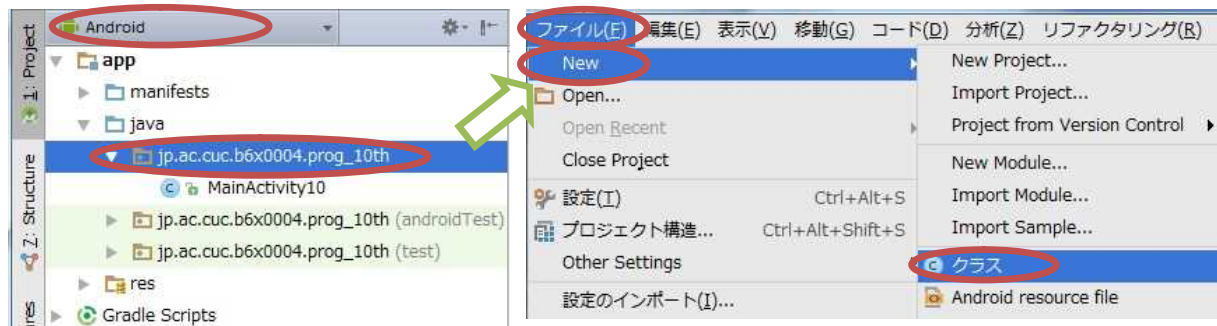 Android
1: Project
app
manifests
java
jp.ac.cuc.b6x0004.prog_10th
MainActivity10
jp.ac.cuc.b6x0004.prog_10th (androidTest)
jp.ac.cuc.b6x0004.prog_10th (test)
res
Gradle Scripts
Z: Structure
ファイル(F) 編集(E) 表示(V) 移動(G) コード(D) 分析(Z) リファクタリング(R)
New
Open...
Open Recent
Close Project
設定(T) Ctrl+Alt+S
プロジェクト構造... Ctrl+Alt+Shift+S
Other Settings
設定のインポート(I)...
New Project...
Import Project...
Project from Version Control
New Module...
Import Module...
Import Sample...
クラス
Android resource file